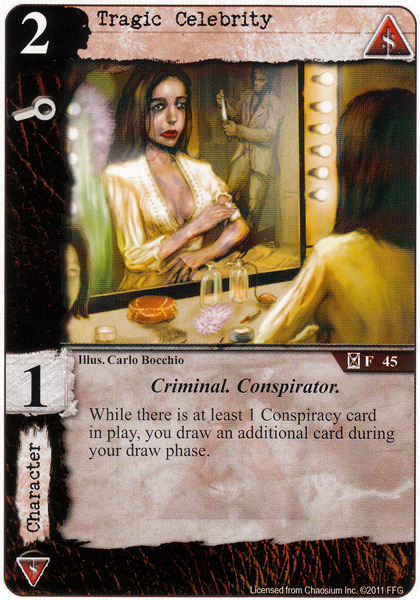 2
Tragic Celebrity
Illus. Carlo Bocchio
F 45
1
Criminal. Conspirator.
While there is at least 1 Conspiracy card
in play, you draw an additional card during
your draw phase.
Character
Licensed from Chaosium Inc. ©2011 FFG